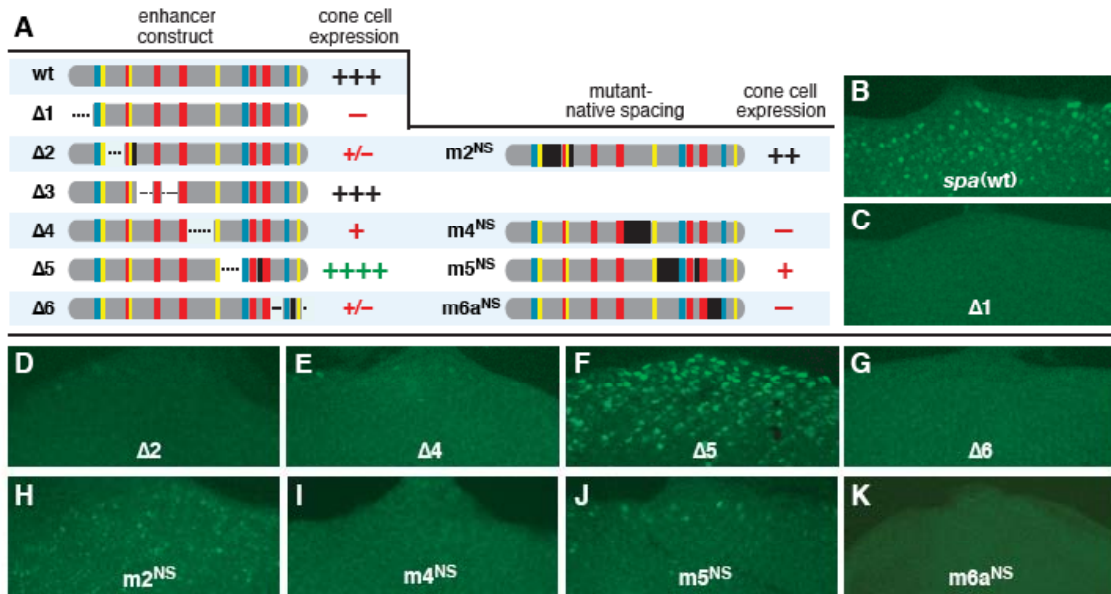 A
enhancer construct
cone cell expression
wt +++
Δ1 −
Δ2 +/−
Δ3 +++
Δ4 +
Δ5 ++++
Δ6 +/−
mutant-native spacing
cone cell expression
m2NS ++
m4NS −
m5NS +
m6aNS −
B
spa(wt)
C
Δ1
D
Δ2
E
Δ4
F
Δ5
G
Δ6
H
m2NS
I
m4NS
J
m5NS
K
m6aNS